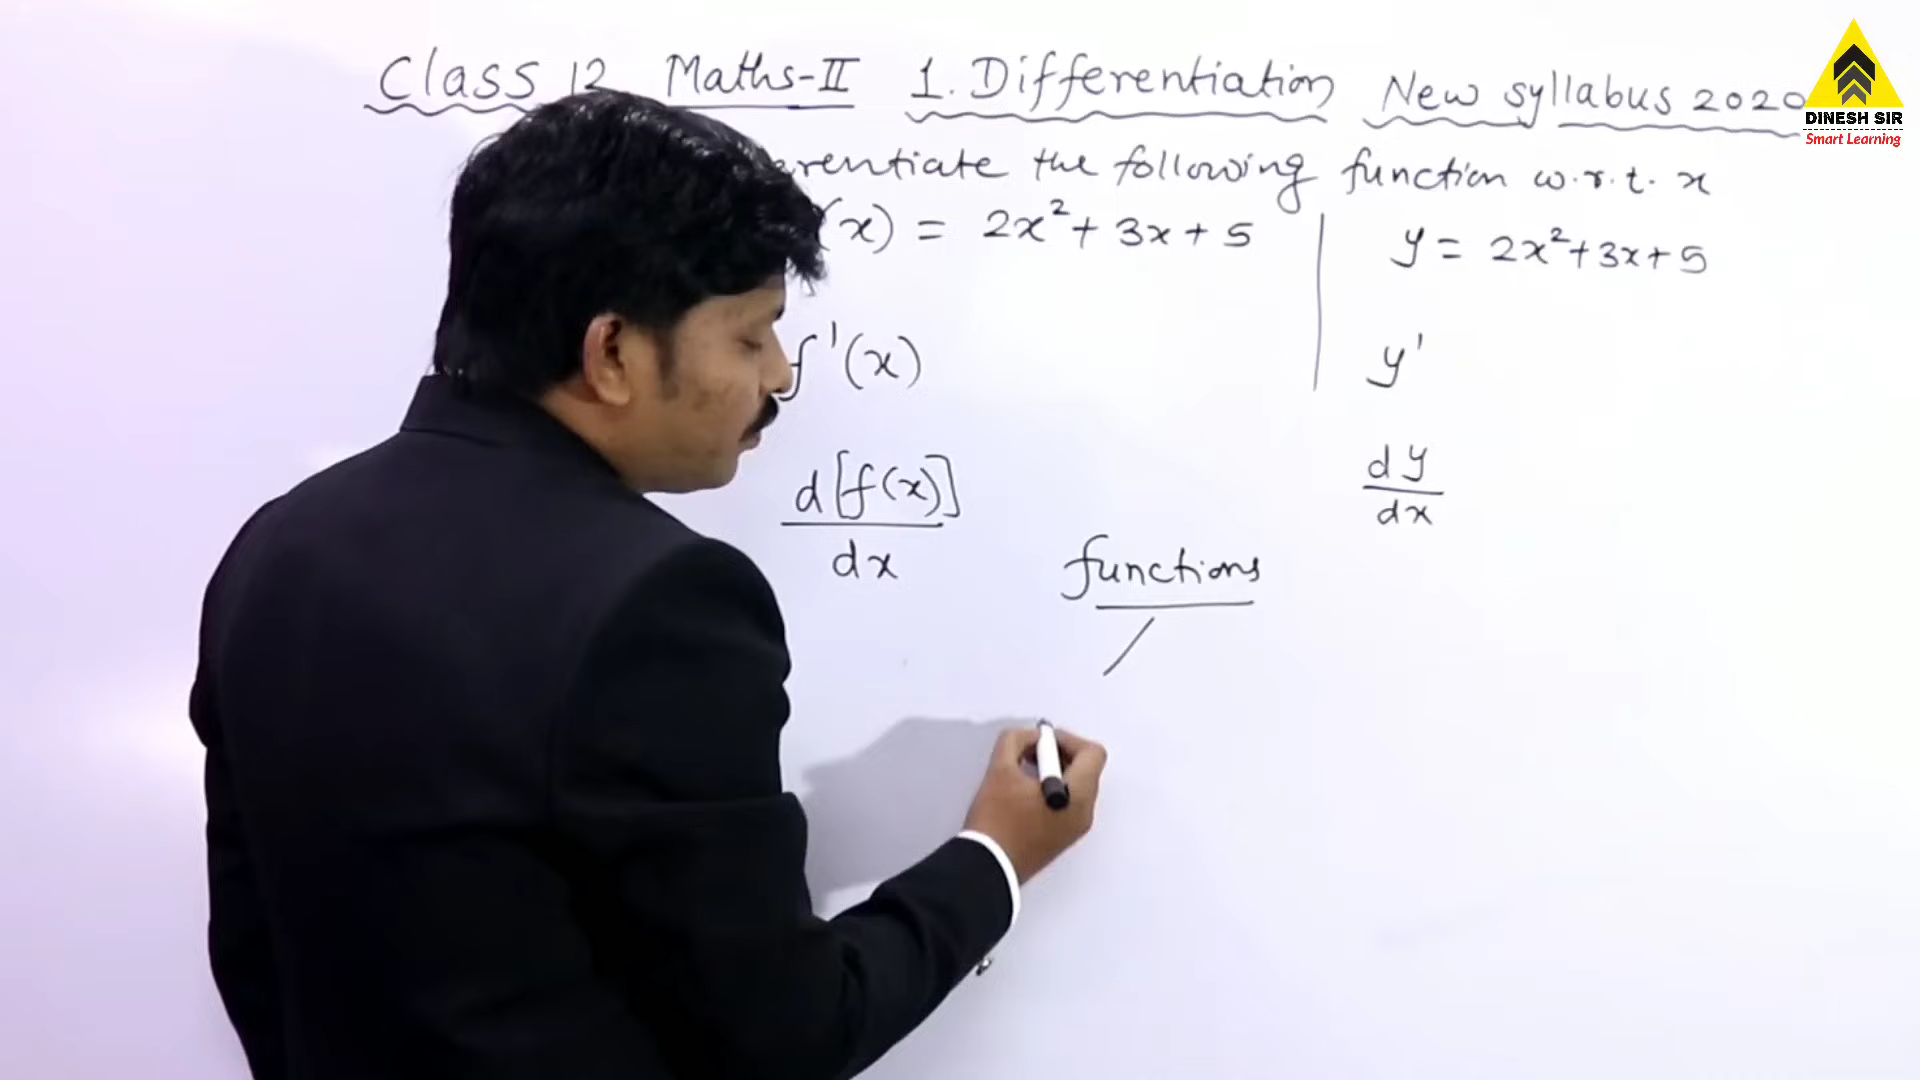 Class 12 Maths-II 1. Differentiation New syllabus 2020
DINESH SIR
Smart Learning
the following function w.r.t. x
(x) = 2x²+ 3x + 5
y = 2x²+3x+5
f'(x)
y'
d[f(x)]
dx
dy
dx
functions